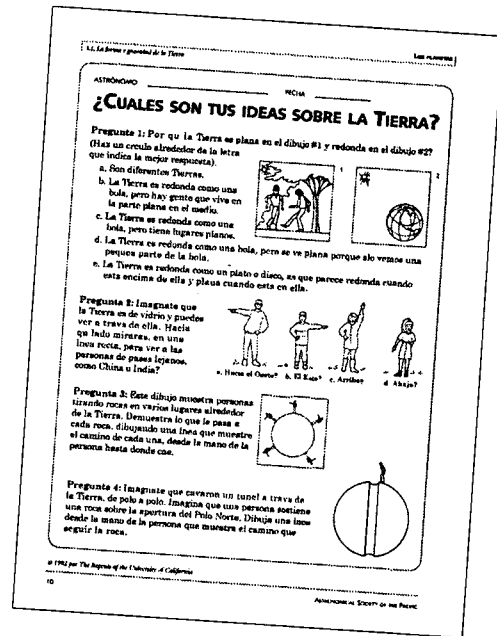 1.1. La forma y gravedad de la Tierra
LOS PLANETAS
ASTRÓNOMO
FECHA
¿CUALES SON TUS IDEAS SOBRE LA TIERRA?
Pregunta 1: Por qu la Tierra es plana en el dibujo #1 y redonda en el dibujo #2?
(Haz un crculo alrededor de la letra
que indica la mejor respuesta).
a. Son diferentes Tierras.
b. La Tierra es redonda como una
bola, pero hay gente que vive en
la parte plana en el medio.
c. La Tierra es redonda como una
bola, pero tiene lugares planos.
d. La Tierra es redonda como una bola, pero se ve plana porque slo vemos una
pequea parte de la bola.
e. La Tierra es redonda como un plato o disco, as que parece redonda cuando
esta encima de ella y plana cuando esta en ella.
1
2
Pregunta 2: Imagnate que
la Tierra es de vidrio y puedes
ver a travs de ella. Hacia
qu lado miraras, en una
lnea recta, para ver a las
personas de pases lejanos,
como China u India?
a. Hacia el Oeste?
b. El Este?
c. Arriba?
d. Abajo?
Pregunta 3: Este dibujo muestra personas
tirando rocas en varios lugares alrededor
de la Tierra. Demuestra lo que le pasa a
cada roca, dibujando una lnea que muestre
el camino de cada una, desde la mano de la
persona hasta donde cae.
Pregunta 4: Imagnate que cavaron un tunel a travs de
la Tierra, de polo a polo. Imagina que una persona sostiene
una roca sobre la apertura del Polo Norte. Dibuja una lnea
desde la mano de la persona que muestra el camino que
seguir la roca.
© 1992 por The Regents of the University of California
10
ASTRONOMICAL SOCIETY OF THE PACIFIC